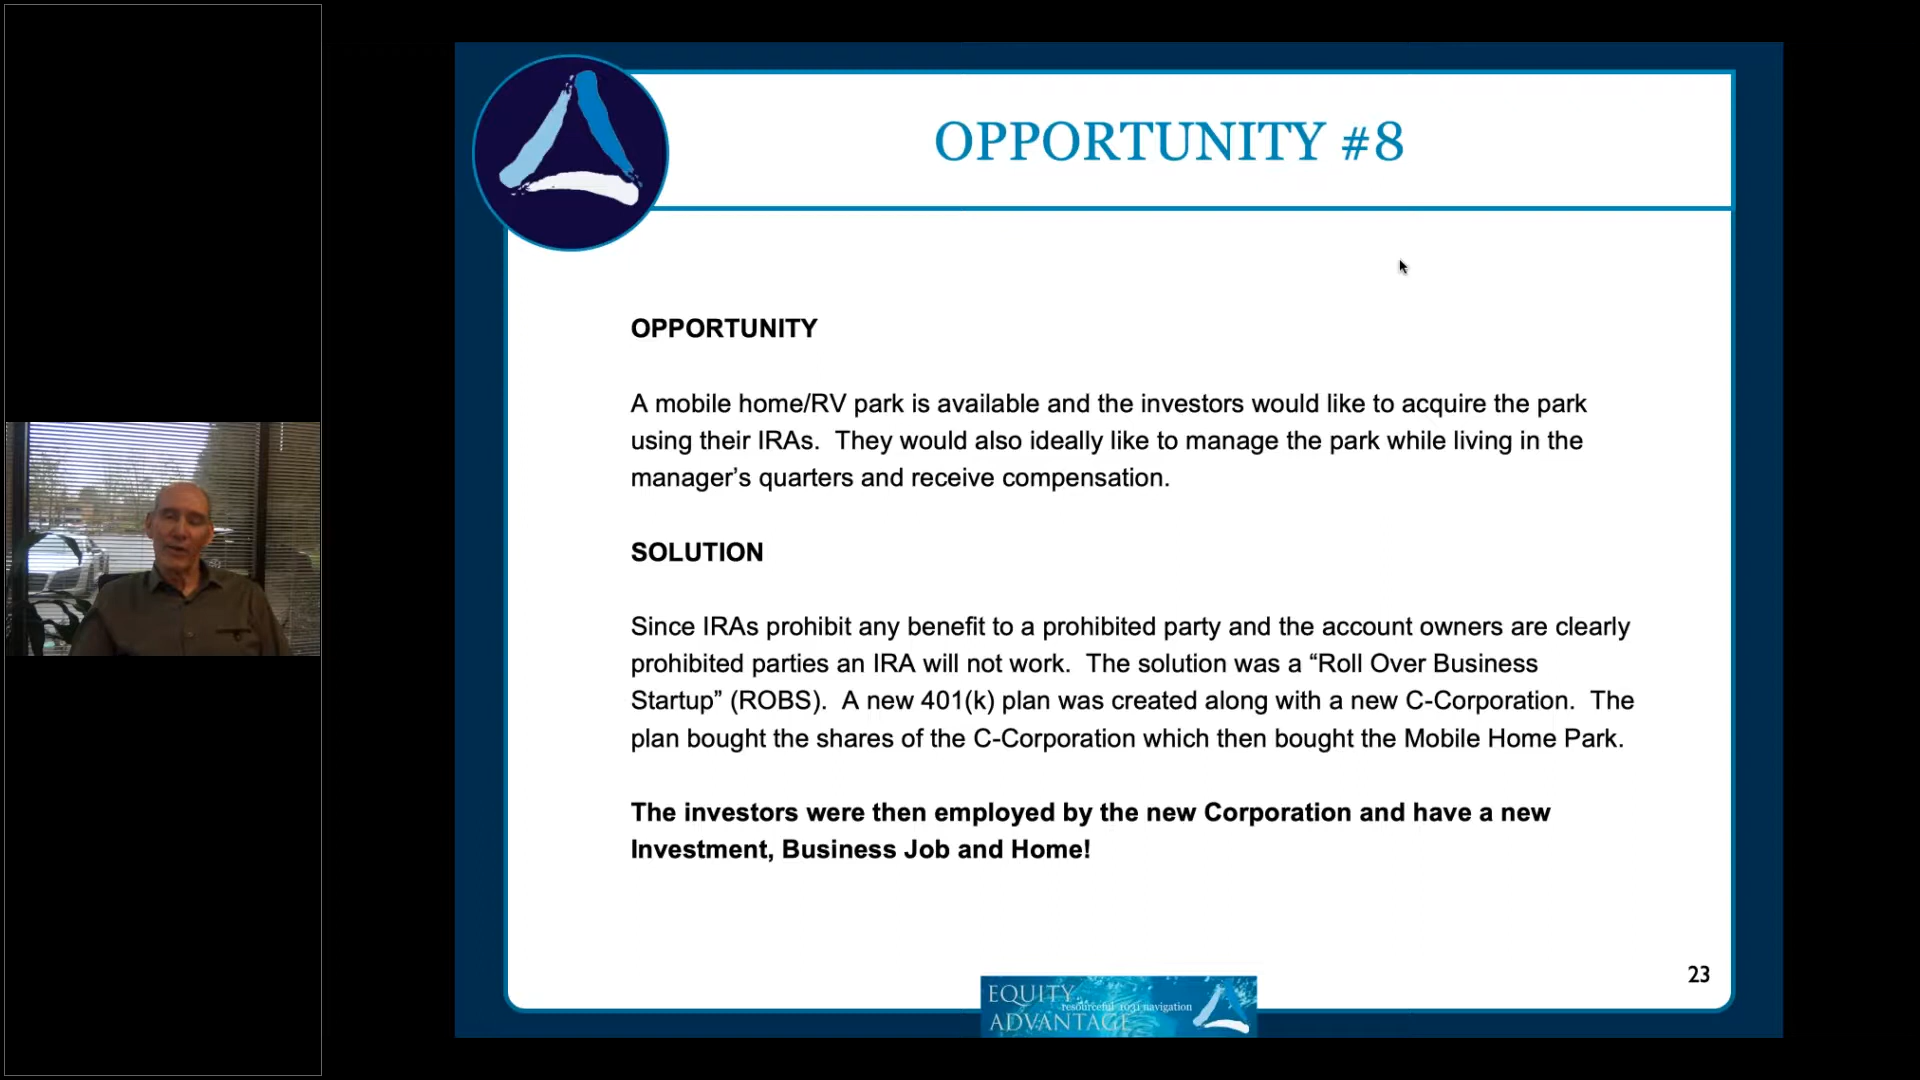 OPPORTUNITY #8
OPPORTUNITY
A mobile home/RV park is available and the investors would like to acquire the park
using their IRAs.  They would also ideally like to manage the park while living in the
manager’s quarters and receive compensation.
SOLUTION
Since IRAs prohibit any benefit to a prohibited party and the account owners are clearly
prohibited parties an IRA will not work.  The solution was a “Roll Over Business
Startup” (ROBS).  A new 401(k) plan was created along with a new C-Corporation.  The
plan bought the shares of the C-Corporation which then bought the Mobile Home Park.
The investors were then employed by the new Corporation and have a new
Investment, Business Job and Home!
23
EQUITY
resourceful 1031 navigation
ADVANTAGE